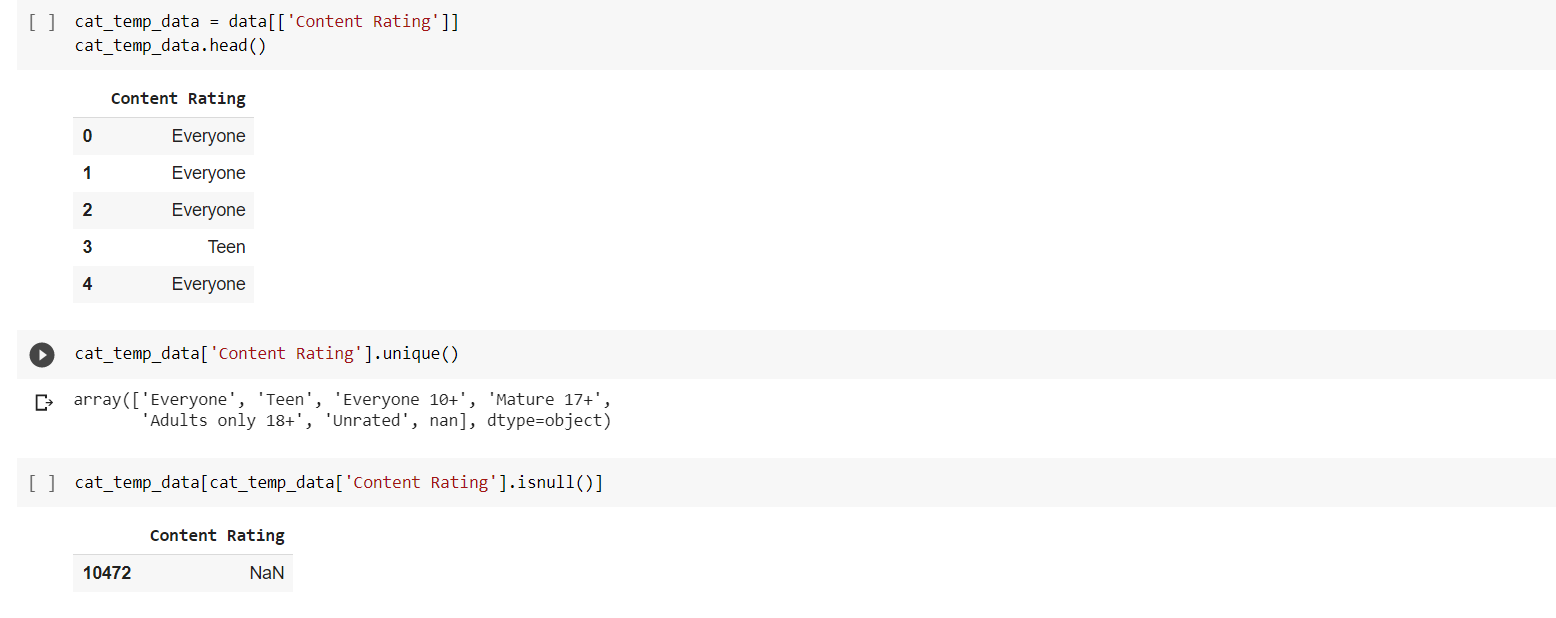 [ ] cat_temp_data = data[['Content Rating']]
cat_temp_data.head()
Content Rating
0 Everyone
1 Everyone
2 Everyone
3 Teen
4 Everyone
cat_temp_data['Content Rating'].unique()
array(['Everyone', 'Teen', 'Everyone 10+', 'Mature 17+',
'Adults only 18+', 'Unrated', nan], dtype=object)
[ ] cat_temp_data[cat_temp_data['Content Rating'].isnull()]
Content Rating
10472 NaN